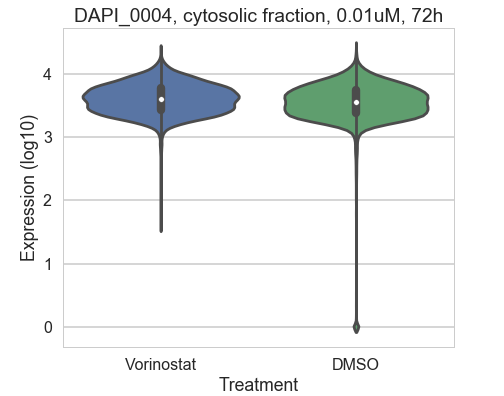 DAPI_0004, cytosolic fraction, 0.01uM, 72h
Expression (log10)
4
3
2
1
0
Vorinostat DMSO
Treatment